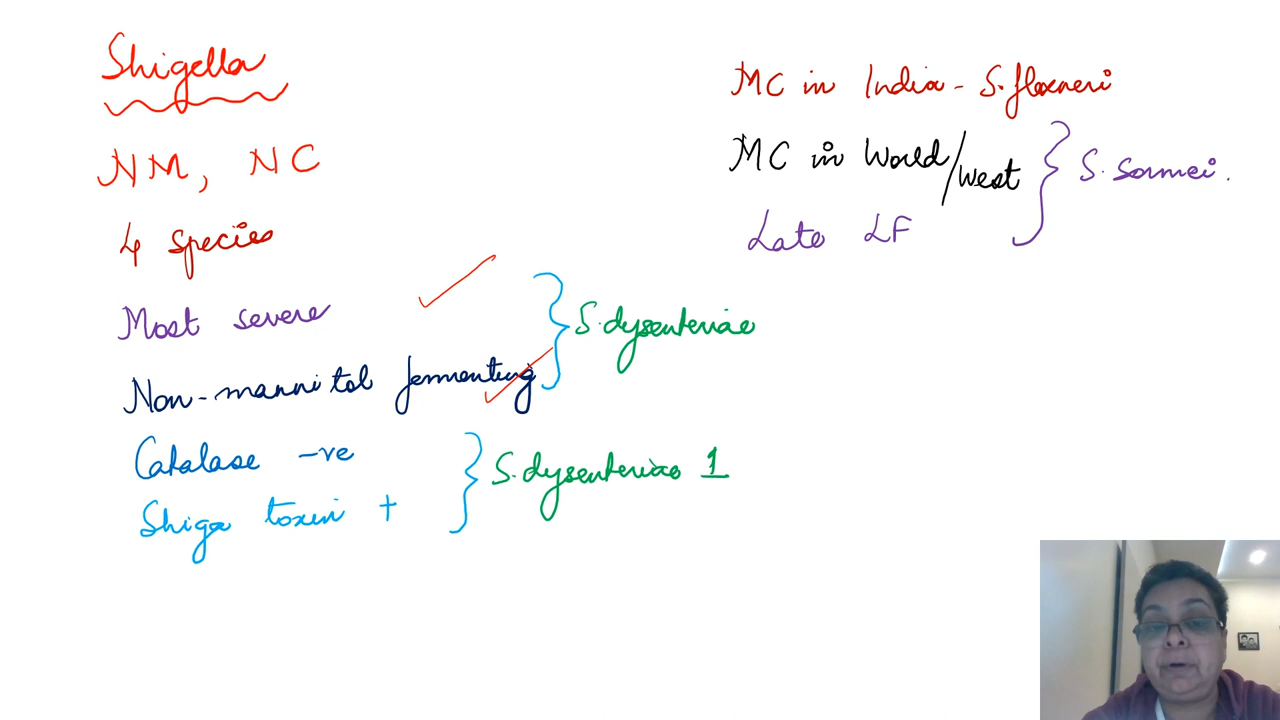 Shigella
NM, NC
4 species
Most severe
Non-mannitol fermenting
S.dysenteriae
Catalase -ve
Shiga toxin +
S.dysenteriae 1
MC in India - S.flexneri
MC in World/West
Late LF
S. sonnei.